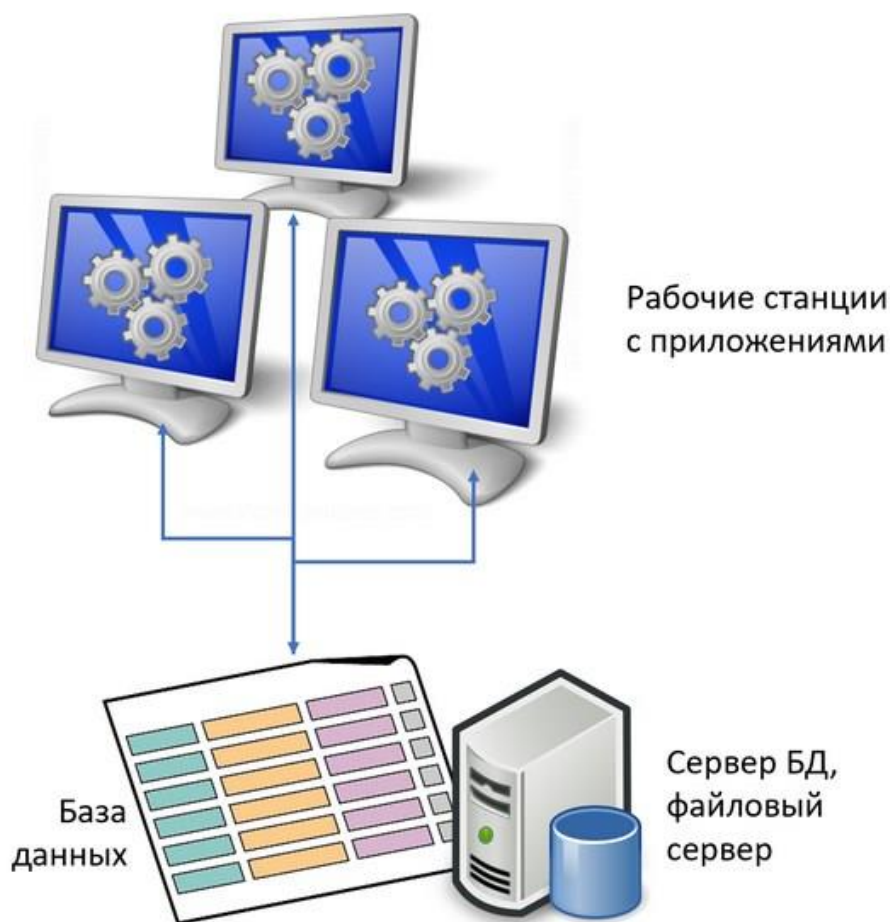 Рабочие станции
с приложениями
База
данных
Сервер БД,
файловый
сервер